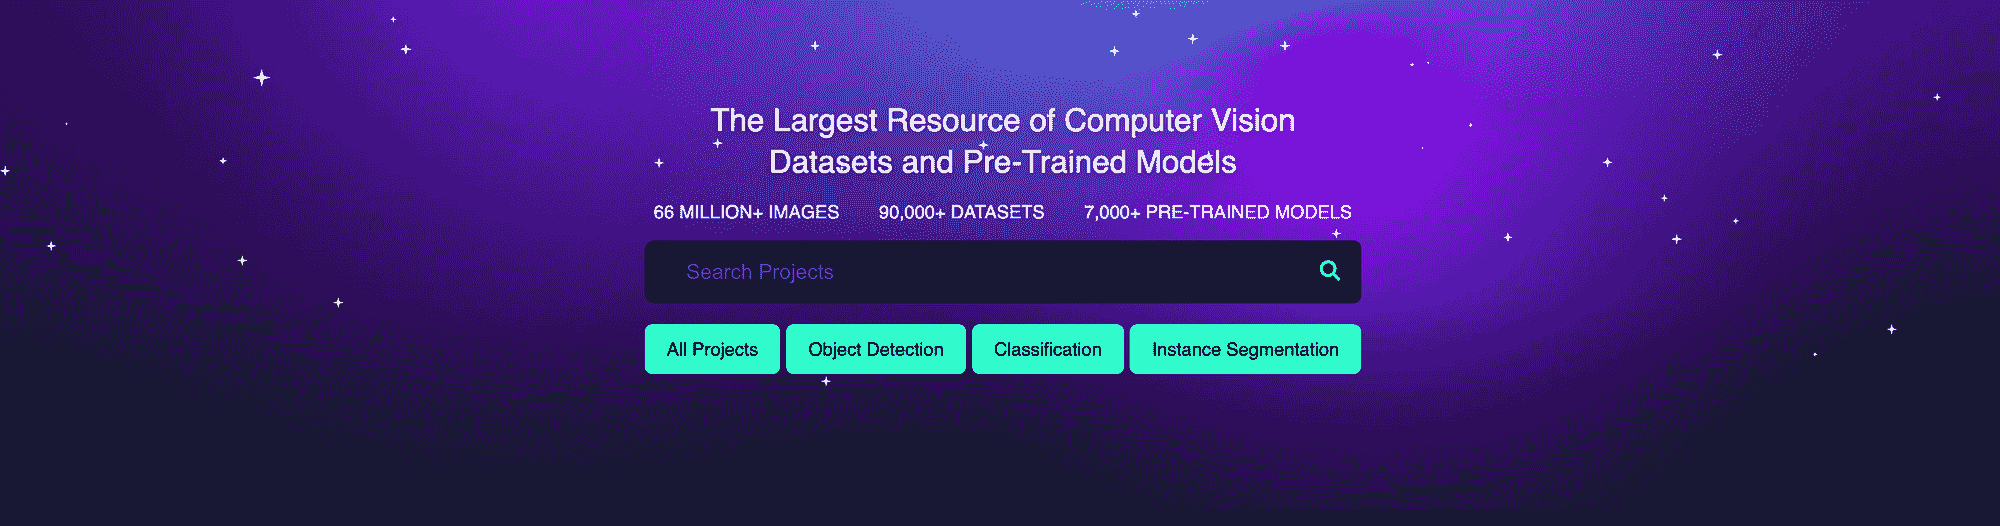 The Largest Resource of Computer Vision
Datasets and Pre-Trained Models
66 MILLION+ IMAGES 90,000+ DATASETS 7,000+ PRE-TRAINED MODELS
Search Projects
All Projects Object Detection Classification Instance Segmentation